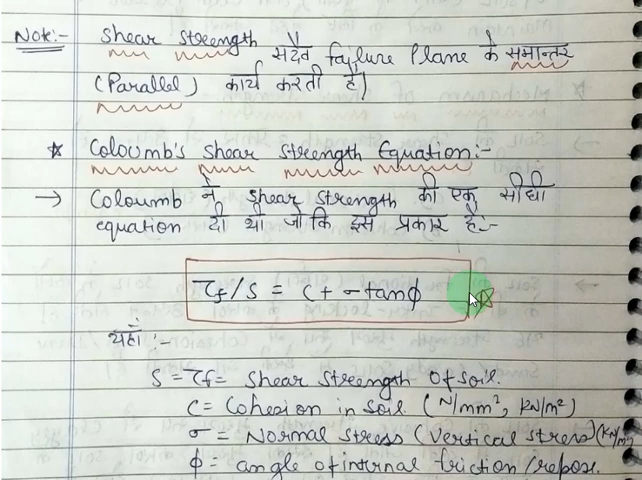 Note:- Shear Strength सदैव failure Plane के समान्तर
(Parallel) कार्य करती है।
* Coloumb's Shear Strength Equation:-
→ Coloumb ने Shear Strength की एक सीधी
equation दी थी जो कि इस प्रकार है:-
τf/s = c + σ tanϕ
यहाँ :-
S = τf = Shear Strength of soil.
C = Cohesion in soil. (N/mm², kN/m²)
σ = Normal Stress (Vertical stress) (kN/m²
ϕ = angle of internal friction /repose.